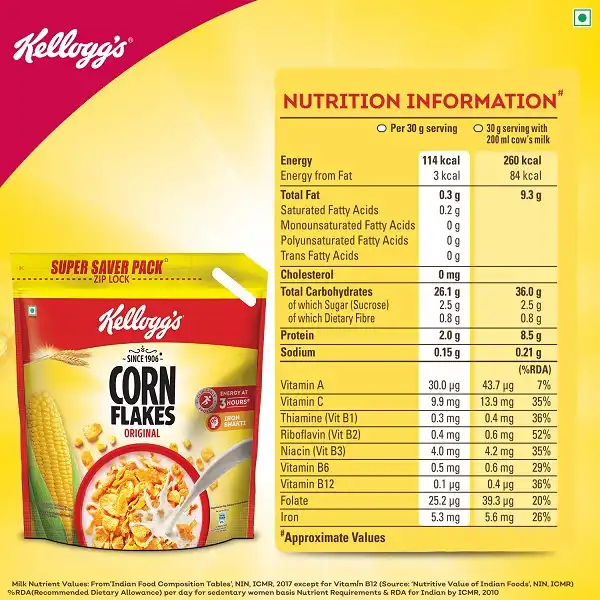 Kellogg's®
NUTRITION INFORMATION#
Per 30 g serving
30 g serving with
200 ml cow's milk
Energy 114 kcal 260 kcal
Energy from Fat 3 kcal 84 kcal
Total Fat 0.3 g 9.3 g
Saturated Fatty Acids 0.2 g
Monounsaturated Fatty Acids 0 g
Polyunsaturated Fatty Acids 0 g
Trans Fatty Acids 0 g
Cholesterol 0 mg
Total Carbohydrates 26.1 g 36.0 g
of which Sugar (Sucrose) 2.5 g 2.5 g
of which Dietary Fibre 0.8 g 0.8 g
Protein 2.0 g 8.5 g
Sodium 0.15 g 0.21 g
(%RDA)
Vitamin A 30.0 µg 43.7 µg 7%
Vitamin C 9.9 mg 13.9 mg 35%
Thiamine (Vit B1) 0.3 mg 0.4 mg 36%
Riboflavin (Vit B2) 0.4 mg 0.6 mg 52%
Niacin (Vit B3) 4.0 mg 4.2 mg 35%
Vitamin B6 0.5 mg 0.6 mg 29%
Vitamin B12 0.1 µg 0.4 µg 36%
Folate 25.2 µg 39.3 µg 20%
Iron 5.3 mg 5.6 mg 26%
#Approximate Values
SUPER SAVER PACK
ZIP LOCK
Kellogg's
SINCE 1906
CORN
FLAKES
ORIGINAL
ENERGY AT
3 HOURS#
IRON
SHAKTI
Milk Nutrient Values: From'Indian Food Composition Tables', NIN, ICMR, 2017 except for Vitamin B12 (Source: 'Nutritive Value of Indian Foods', NIN, ICMR)
%RDA(Recommended Dietary Allowance) per day for sedentary women basis Nutrient Requirements & RDA for Indian by ICMR, 2010